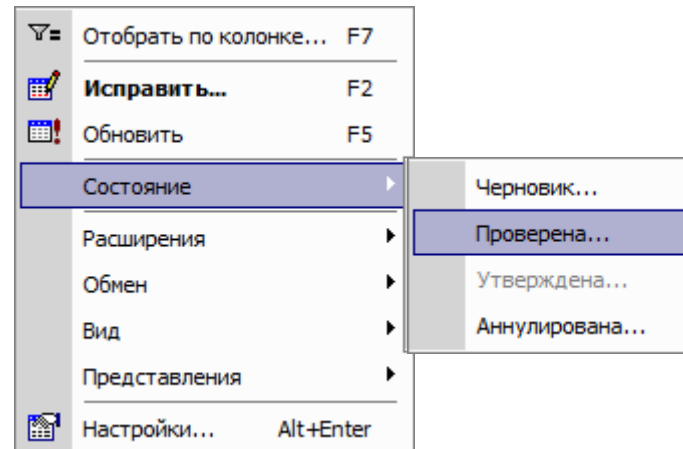 Отобрать по колонке... F7
Исправить... F2
Обновить F5
Состояние
Расширения
Обмен
Вид
Представления
Настройки... Alt+Enter
Черновик...
Проверена...
Утверждена...
Аннулирована...